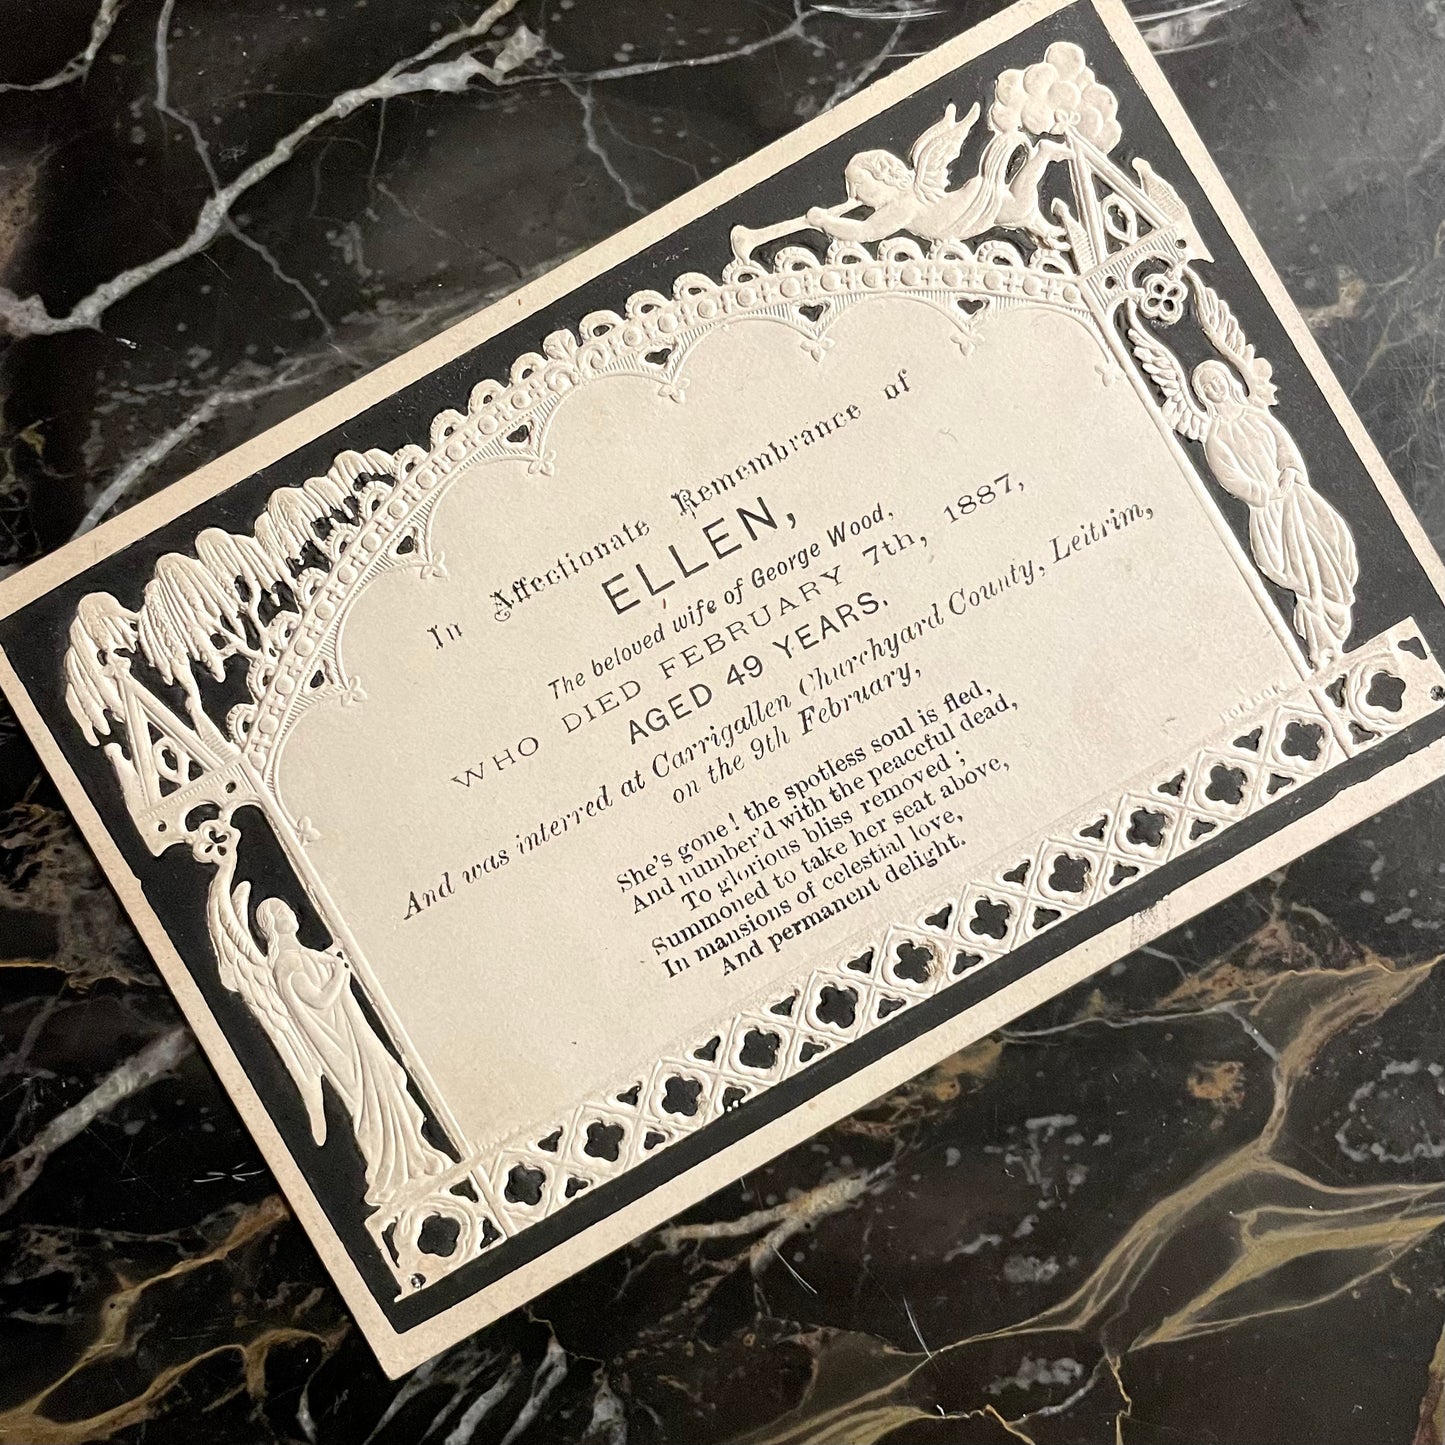 In Affectionate Remembrance of
ELLEN,
The beloved wife of George Wood,
WHO DIED FEBRUARY 7th, 1887,
AGED 49 YEARS.
And was interred at Carrigallen Churchyard County, Leitrim,
on the 9th February,
She's gone! the spotless soul is fled,
And number'd with the peaceful dead,
To glorious bliss removed;
Summoned to take her seat above,
In mansions of celestial love,
And permanent delight.